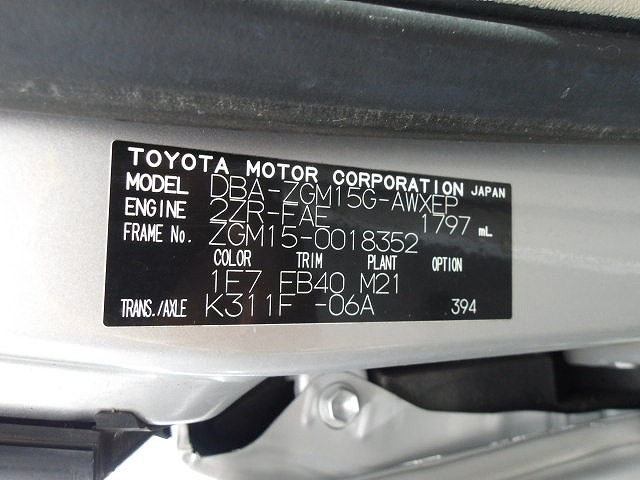 TOYOTA MOTOR CORPORATION JAPAN
MODEL DBA-ZGM15G-AWXEP
ENGINE 2ZR-FAE 1797 mL
FRAME No. ZGM15-0018352
COLOR TRIM PLANT OPTION
1F7 EB40 M21
TRANS./AXLE K311F -06A 394